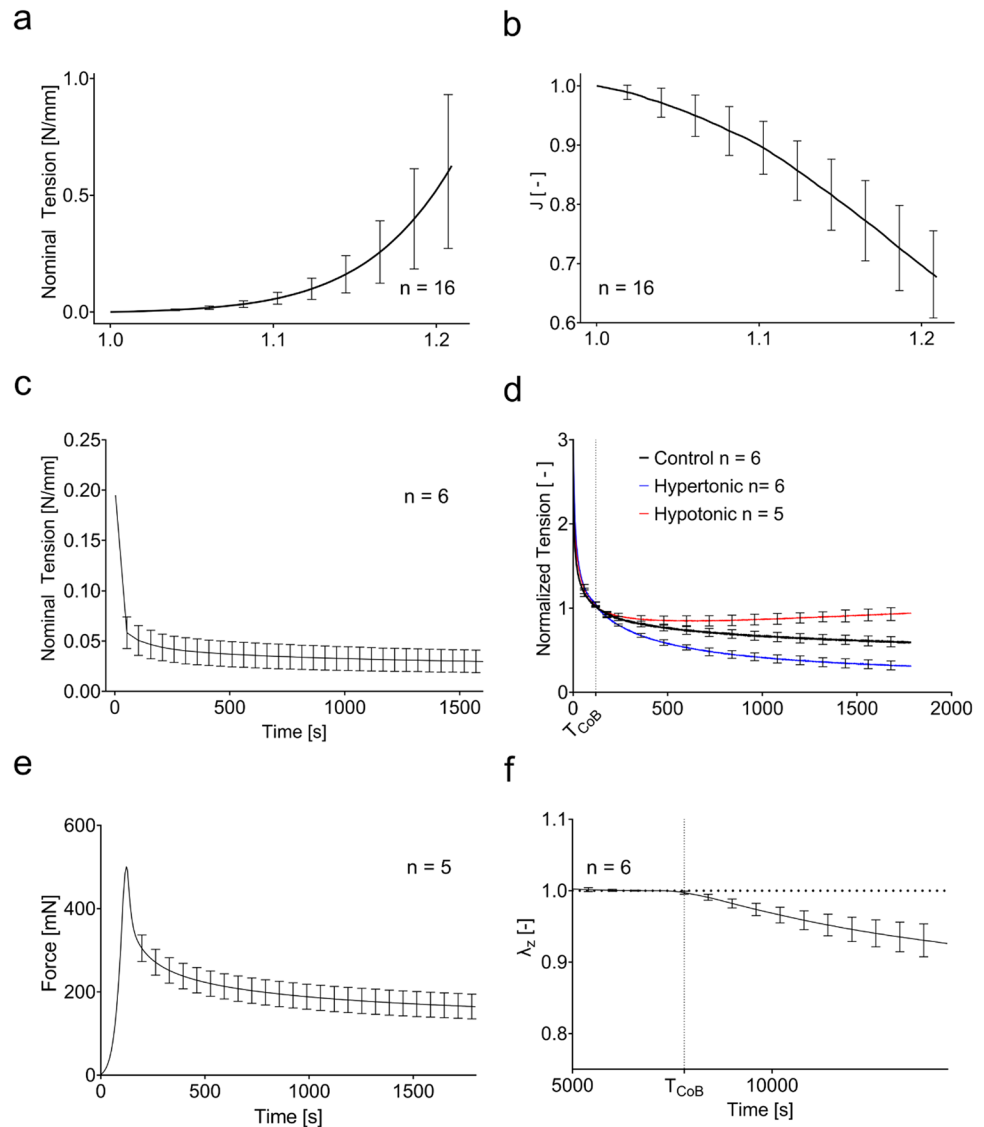 a
Nominal Tension [N/mm]
1.0
0.5
0.0
n = 16
1.0
1.1
1.2
b
J [ - ]
1.0
0.9
0.8
0.7
0.6
n = 16
1.0
1.1
1.2
c
Nominal Tension [N/mm]
0.25
0.20
0.15
0.10
0.05
0.00
n = 6
0
500
1000
1500
Time [s]
d
Normalized Tension [ - ]
3
2
1
0
Control n = 6
Hypertonic n= 6
Hypotonic n = 5
0
TCoB
500
1000
1500
2000
e
Force [mN]
600
400
200
0
n = 5
0
500
1000
1500
Time [s]
f
λz [-]
1.1
1.0
0.9
0.8
n = 6
5000
TCoB
10000
Time [s]